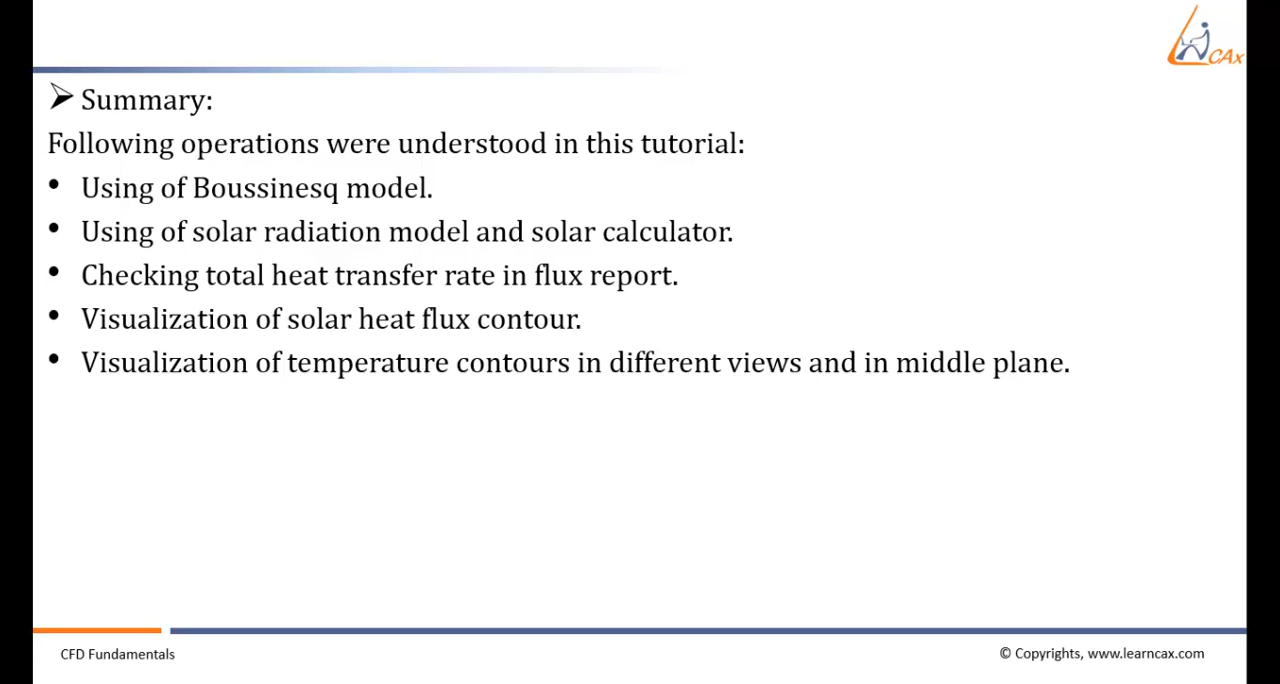 CAx
➢ Summary:
Following operations were understood in this tutorial:
• Using of Boussinesq model.
• Using of solar radiation model and solar calculator.
• Checking total heat transfer rate in flux report.
• Visualization of solar heat flux contour.
• Visualization of temperature contours in different views and in middle plane.
CFD Fundamentals
© Copyrights, www.learncax.com